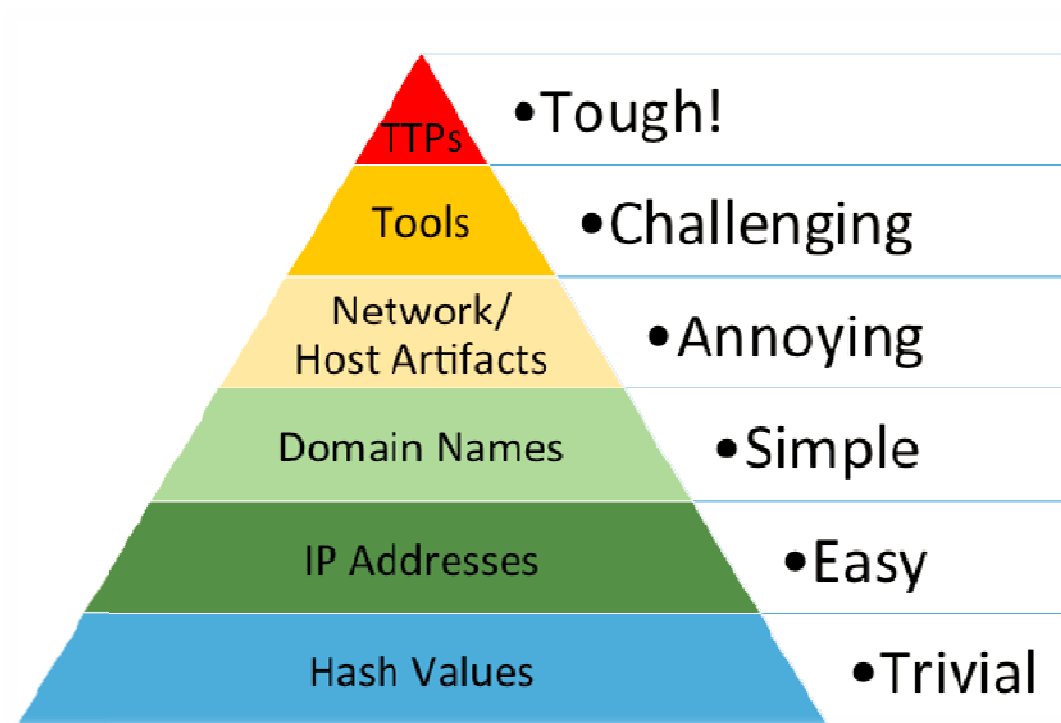 TTPs
•Tough!
Tools
•Challenging
Network/
Host Artifacts
•Annoying
Domain Names
•Simple
IP Addresses
•Easy
Hash Values
•Trivial